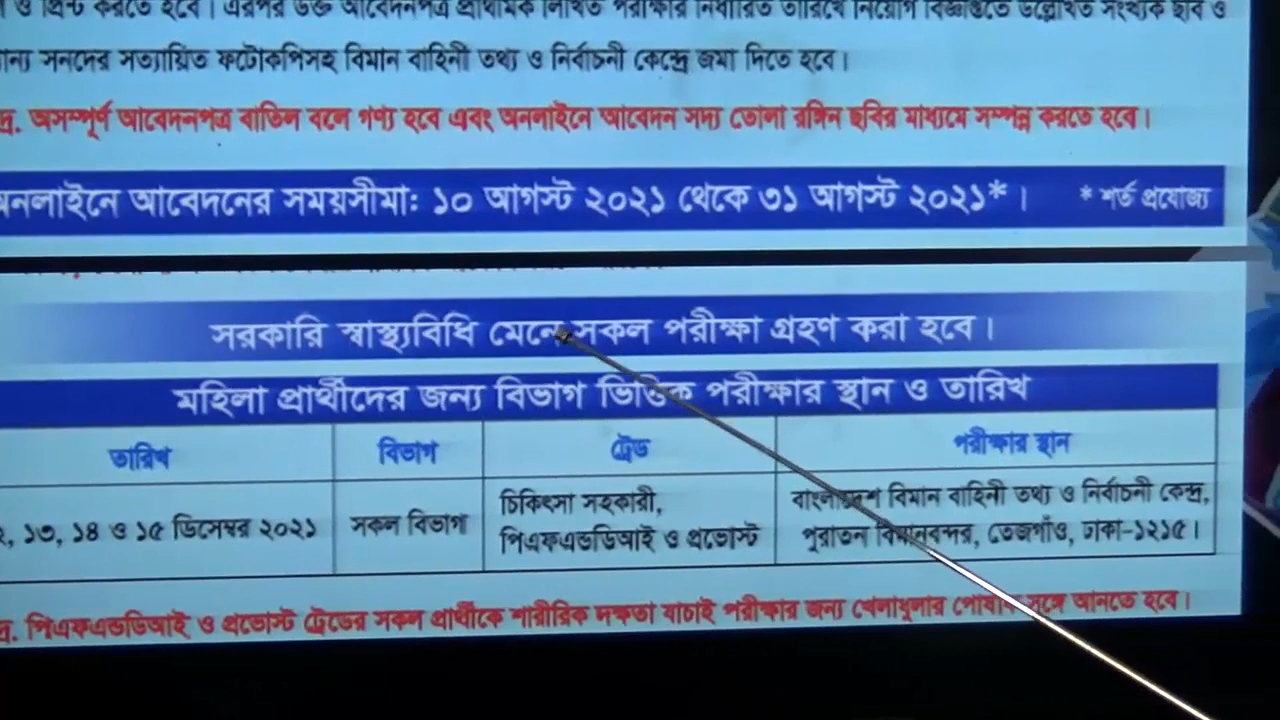 ও প্রিন্ট করতে হবে। এরপর উক্ত আবেদনপত্র প্রাথমিক লিখিত পরীক্ষার নির্ধারিত তারিখে নিয়োগ বিজ্ঞপ্তিতে উল্লেখিত সংখ্যক ছবি ও
সনদের সত্যায়িত ফটোকপিসহ বিমান বাহিনী তথ্য ও নির্বাচনী কেন্দ্রে জমা দিতে হবে।
দ্র. অসম্পূর্ণ আবেদনপত্র বাতিল বলে গণ্য হবে এবং অনলাইনে আবেদন সদ্য তোলা রঙ্গিন ছবির মাধ্যমে সম্পন্ন করতে হবে।
অনলাইনে আবেদনের সময়সীমা: ১০ আগস্ট ২০২১ থেকে ৩১ আগস্ট ২০২১*। * শর্ত প্রযোজ্য
সরকারি স্বাস্থ্যবিধি মেনে সকল পরীক্ষা গ্রহণ করা হবে।
মহিলা প্রার্থীদের জন্য বিভাগ ভিত্তিক পরীক্ষার স্থান ও তারিখ
তারিখ বিভাগ ট্রেড পরীক্ষার স্থান
১৩, ১৪ ও ১৫ ডিসেম্বর ২০২১ সকল বিভাগ
চিকিৎসা সহকারী,
পিএফএন্ডডিআই ও প্রভোস্ট
বাংলাদেশ বিমান বাহিনী তথ্য ও নির্বাচনী কেন্দ্র,
পুরাতন বিমানবন্দর, তেজগাঁও, ঢাকা-১২১৫।
দ্র. পিএফএন্ডডিআই ও প্রভোস্ট ট্রেডের সকল প্রার্থীকে শারীরিক দক্ষতা যাচাই পরীক্ষার জন্য খেলাধুলার পোষাক সঙ্গে আনতে হবে।